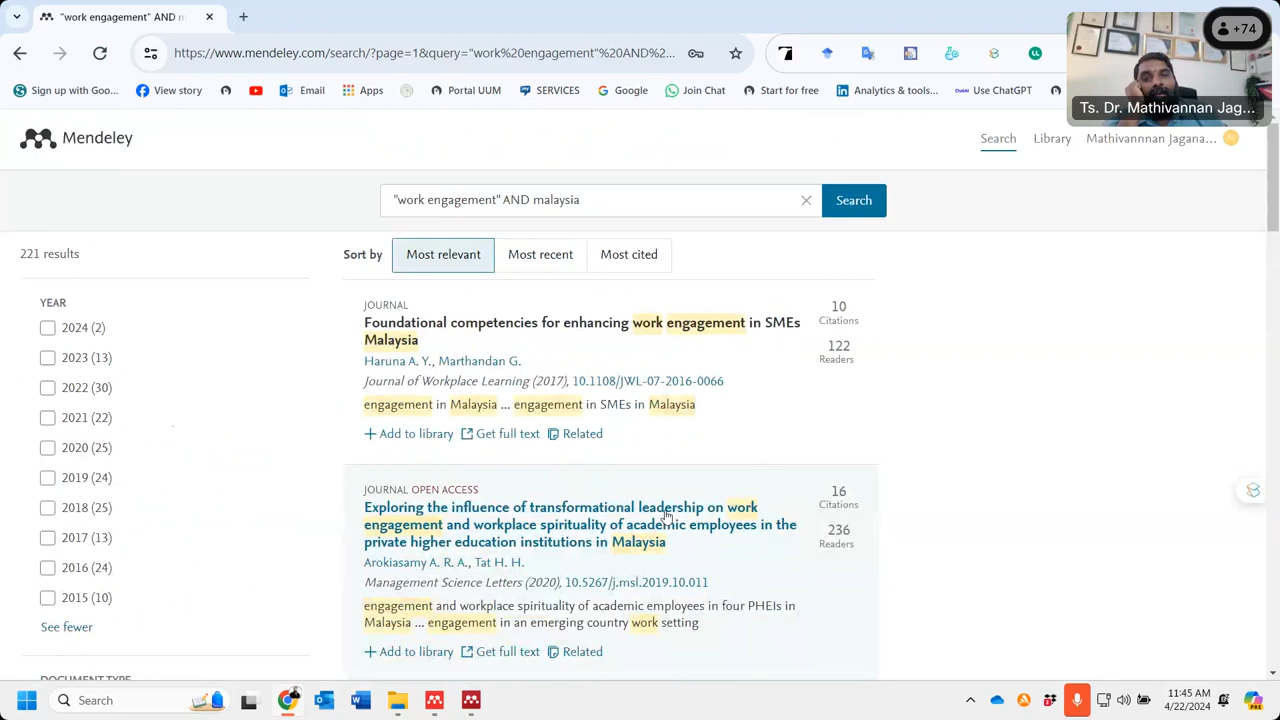 "work engagement" AND m
+74
https://www.mendeley.com/search/?page=1&query="work%20engagement"%20AND%2...
Sign up with Goo...
View story
Portal UUM
Email
Apps
SERVICES
Google
Join Chat
Start for free
Analytics & tools...
ChatAi
Use ChatGPT
Ts. Dr. Mathivannan Jag...
Mendeley
Search
Library
Mathivannnan Jagana...
"work engagement" AND malaysia
Search
221 results
Sort by
Most relevant
Most recent
Most cited
YEAR
2024 (2)
2023 (13)
2022 (30)
2021 (22)
2020 (25)
2019 (24)
2018 (25)
2017 (13)
2016 (24)
2015 (10)
See fewer
DOCUMENT TYPE
JOURNAL
Foundational competencies for enhancing work engagement in SMEs
Malaysia
Haruna A. Y., Marthandan G.
Journal of Workplace Learning (2017), 10.1108/JWL-07-2016-0066
engagement in Malaysia ... engagement in SMEs in Malaysia
Add to library
Get full text
Related
10
Citations
122
Readers
JOURNAL OPEN ACCESS
Exploring the influence of transformational leadership on work
engagement and workplace spirituality of academic employees in the
private higher education institutions in Malaysia
Arokiasamy A. R. A., Tat H. H.
Management Science Letters (2020), 10.5267/j.msl.2019.10.011
engagement and workplace spirituality of academic employees in four PHEIs in
Malaysia ... engagement in an emerging country work setting
Add to library
Get full text
Related
16
Citations
236
Readers
Search
11:45 AM
4/22/2024
PRE